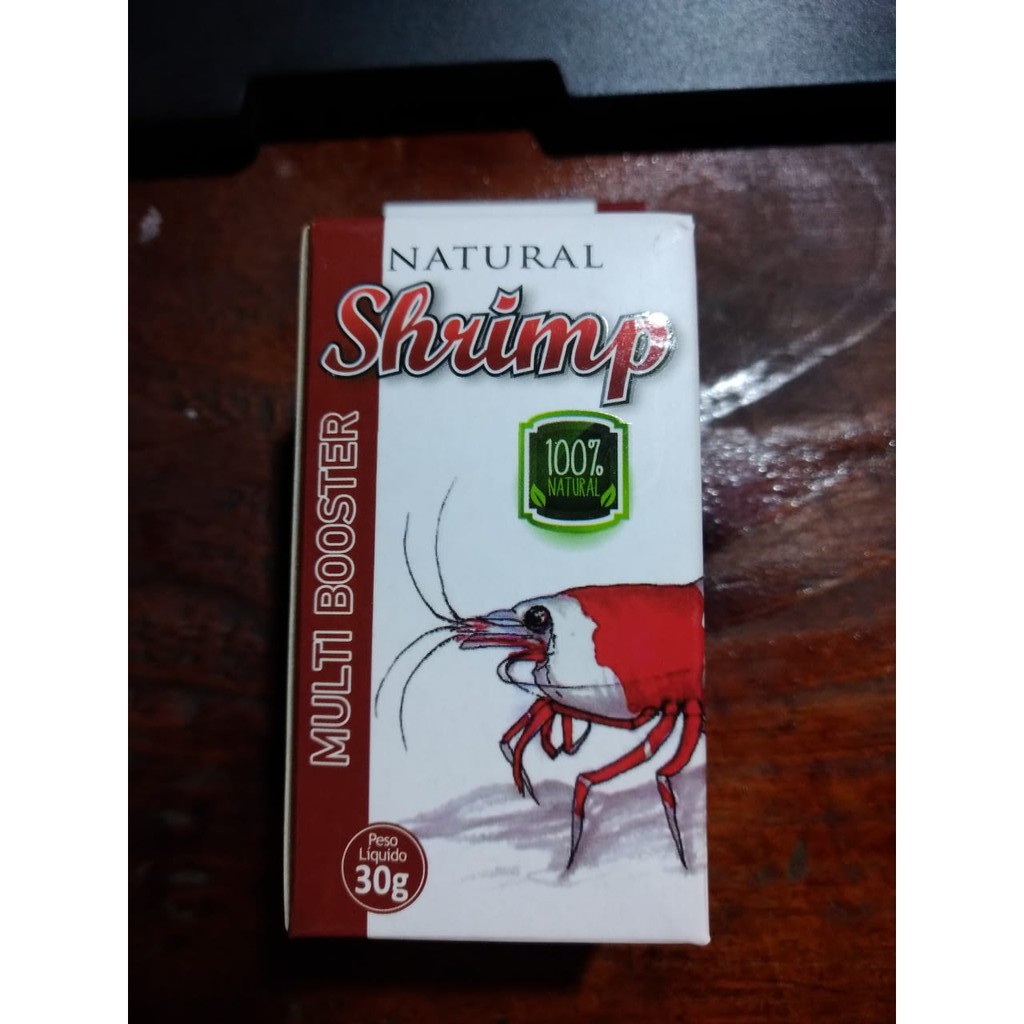 NATURAL
Shrimp
100%
NATURAL
MULTI BOOSTER
Peso
Líquido
30g